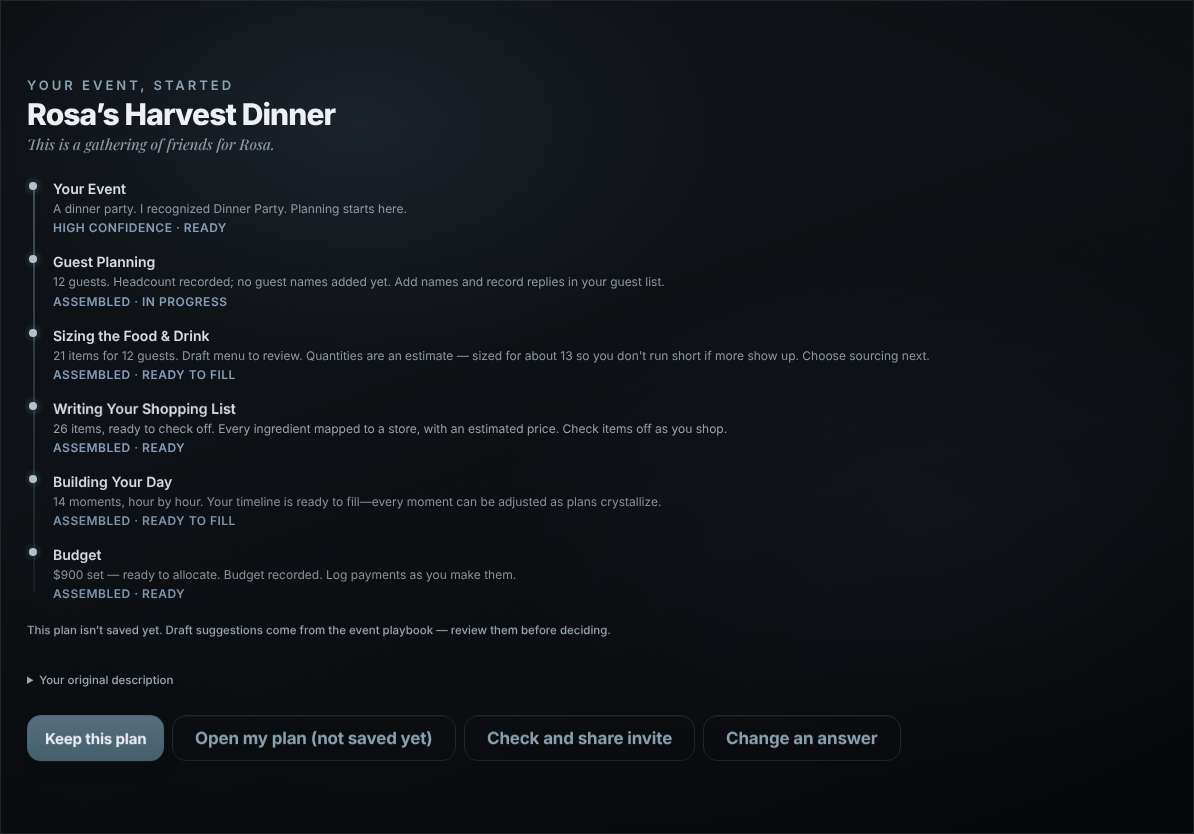 YOUR EVENT, STARTED
Rosa’s Harvest Dinner
This is a gathering of friends for Rosa.
Your Event
A dinner party. I recognized Dinner Party. Planning starts here.
HIGH CONFIDENCE · READY
Guest Planning
12 guests. Headcount recorded; no guest names added yet. Add names and record replies in your guest list.
ASSEMBLED · IN PROGRESS
Sizing the Food & Drink
21 items for 12 guests. Draft menu to review. Quantities are an estimate — sized for about 13 so you don't run short if more show up. Choose sourcing next.
ASSEMBLED · READY TO FILL
Writing Your Shopping List
26 items, ready to check off. Every ingredient mapped to a store, with an estimated price. Check items off as you shop.
ASSEMBLED · READY
Building Your Day
14 moments, hour by hour. Your timeline is ready to fill—every moment can be adjusted as plans crystallize.
ASSEMBLED · READY TO FILL
Budget
$900 set — ready to allocate. Budget recorded. Log payments as you make them.
ASSEMBLED · READY
This plan isn’t saved yet. Draft suggestions come from the event playbook — review them before deciding.
Your original description
Keep this plan
Open my plan (not saved yet)
Check and share invite
Change an answer